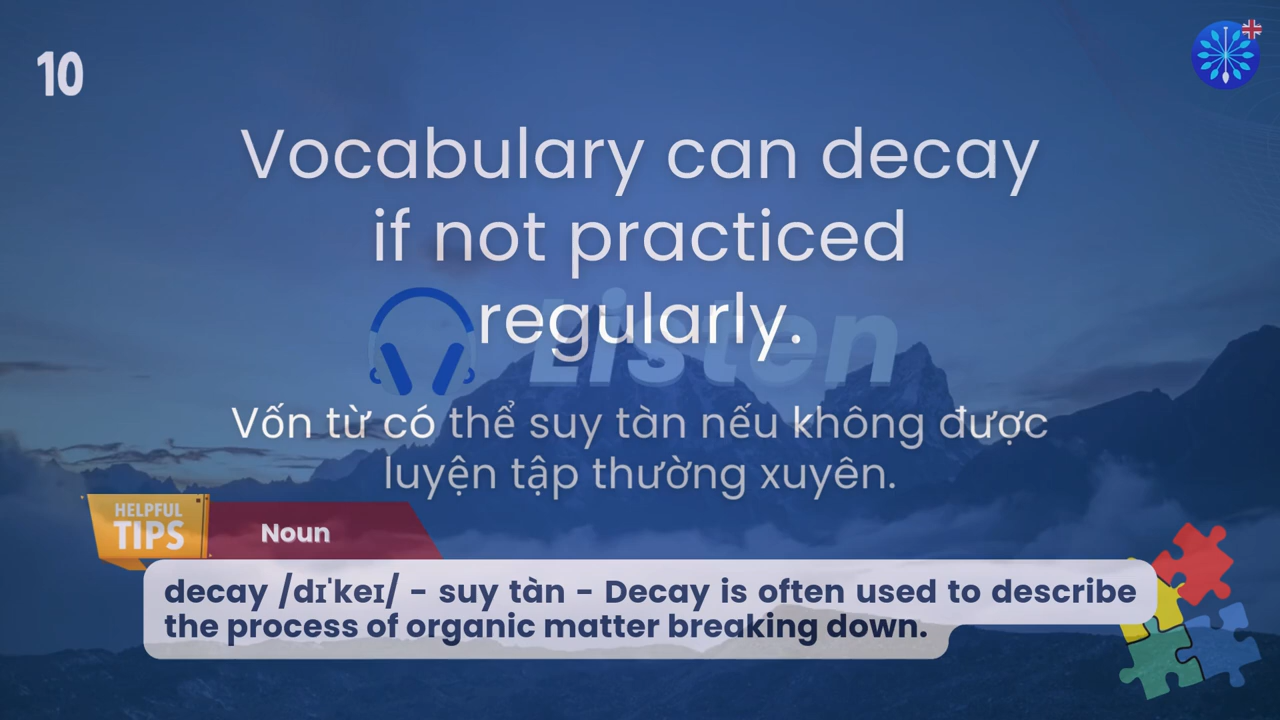 10
Vocabulary can decay
if not practiced
regularly.
Listen
Vốn từ có thể suy tàn nếu không được
luyện tập thường xuyên.
HELPFUL
TIPS
Noun
decay /dɪˈkeɪ/ - suy tàn - Decay is often used to describe
the process of organic matter breaking down.